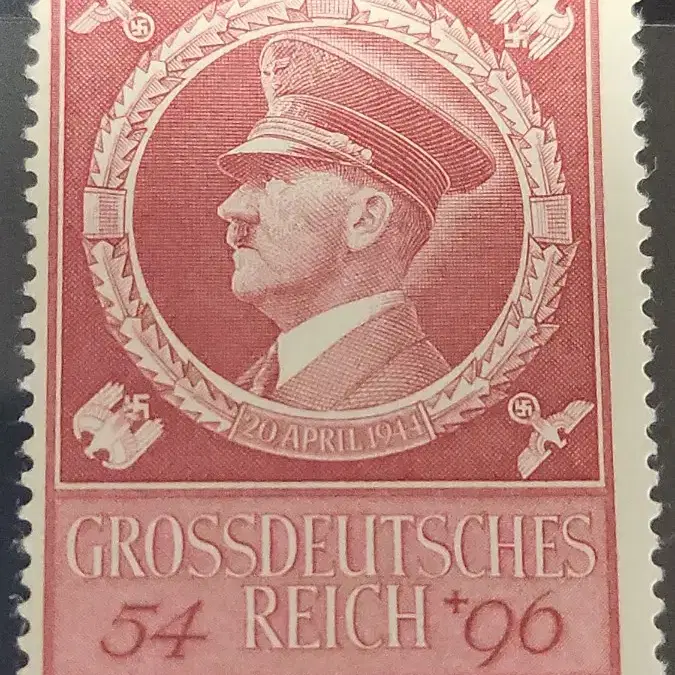 20 APRIL 1944
GROSSDEUTSCHES
54 REICH +96